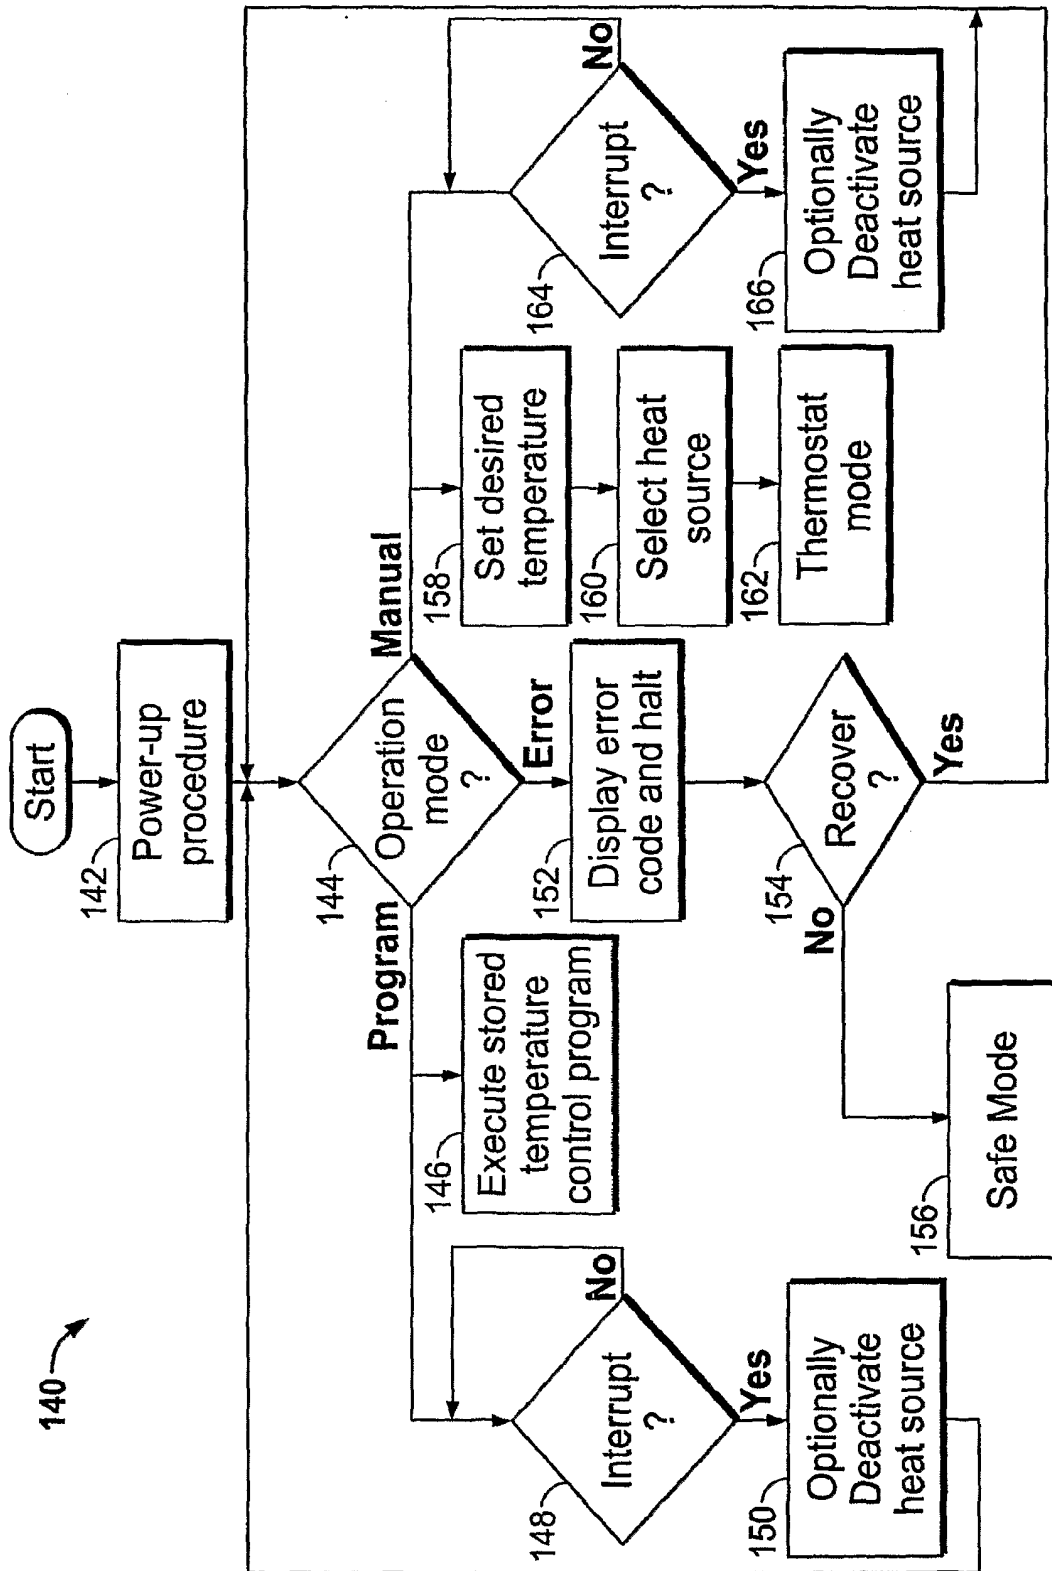 140
Start
142
Power-up
procedure
144
Operation
mode
?
Program
Error
Manual
146
Execute stored
temperature
control program
148
Interrupt
?
No
Yes
150
Optionally
Deactivate
heat source
152
Display error
code and halt
154
Recover
?
No
Yes
156
Safe Mode
158
Set desired
temperature
160
Select heat
source
162
Thermostat
mode
164
Interrupt
?
No
Yes
166
Optionally
Deactivate
heat source